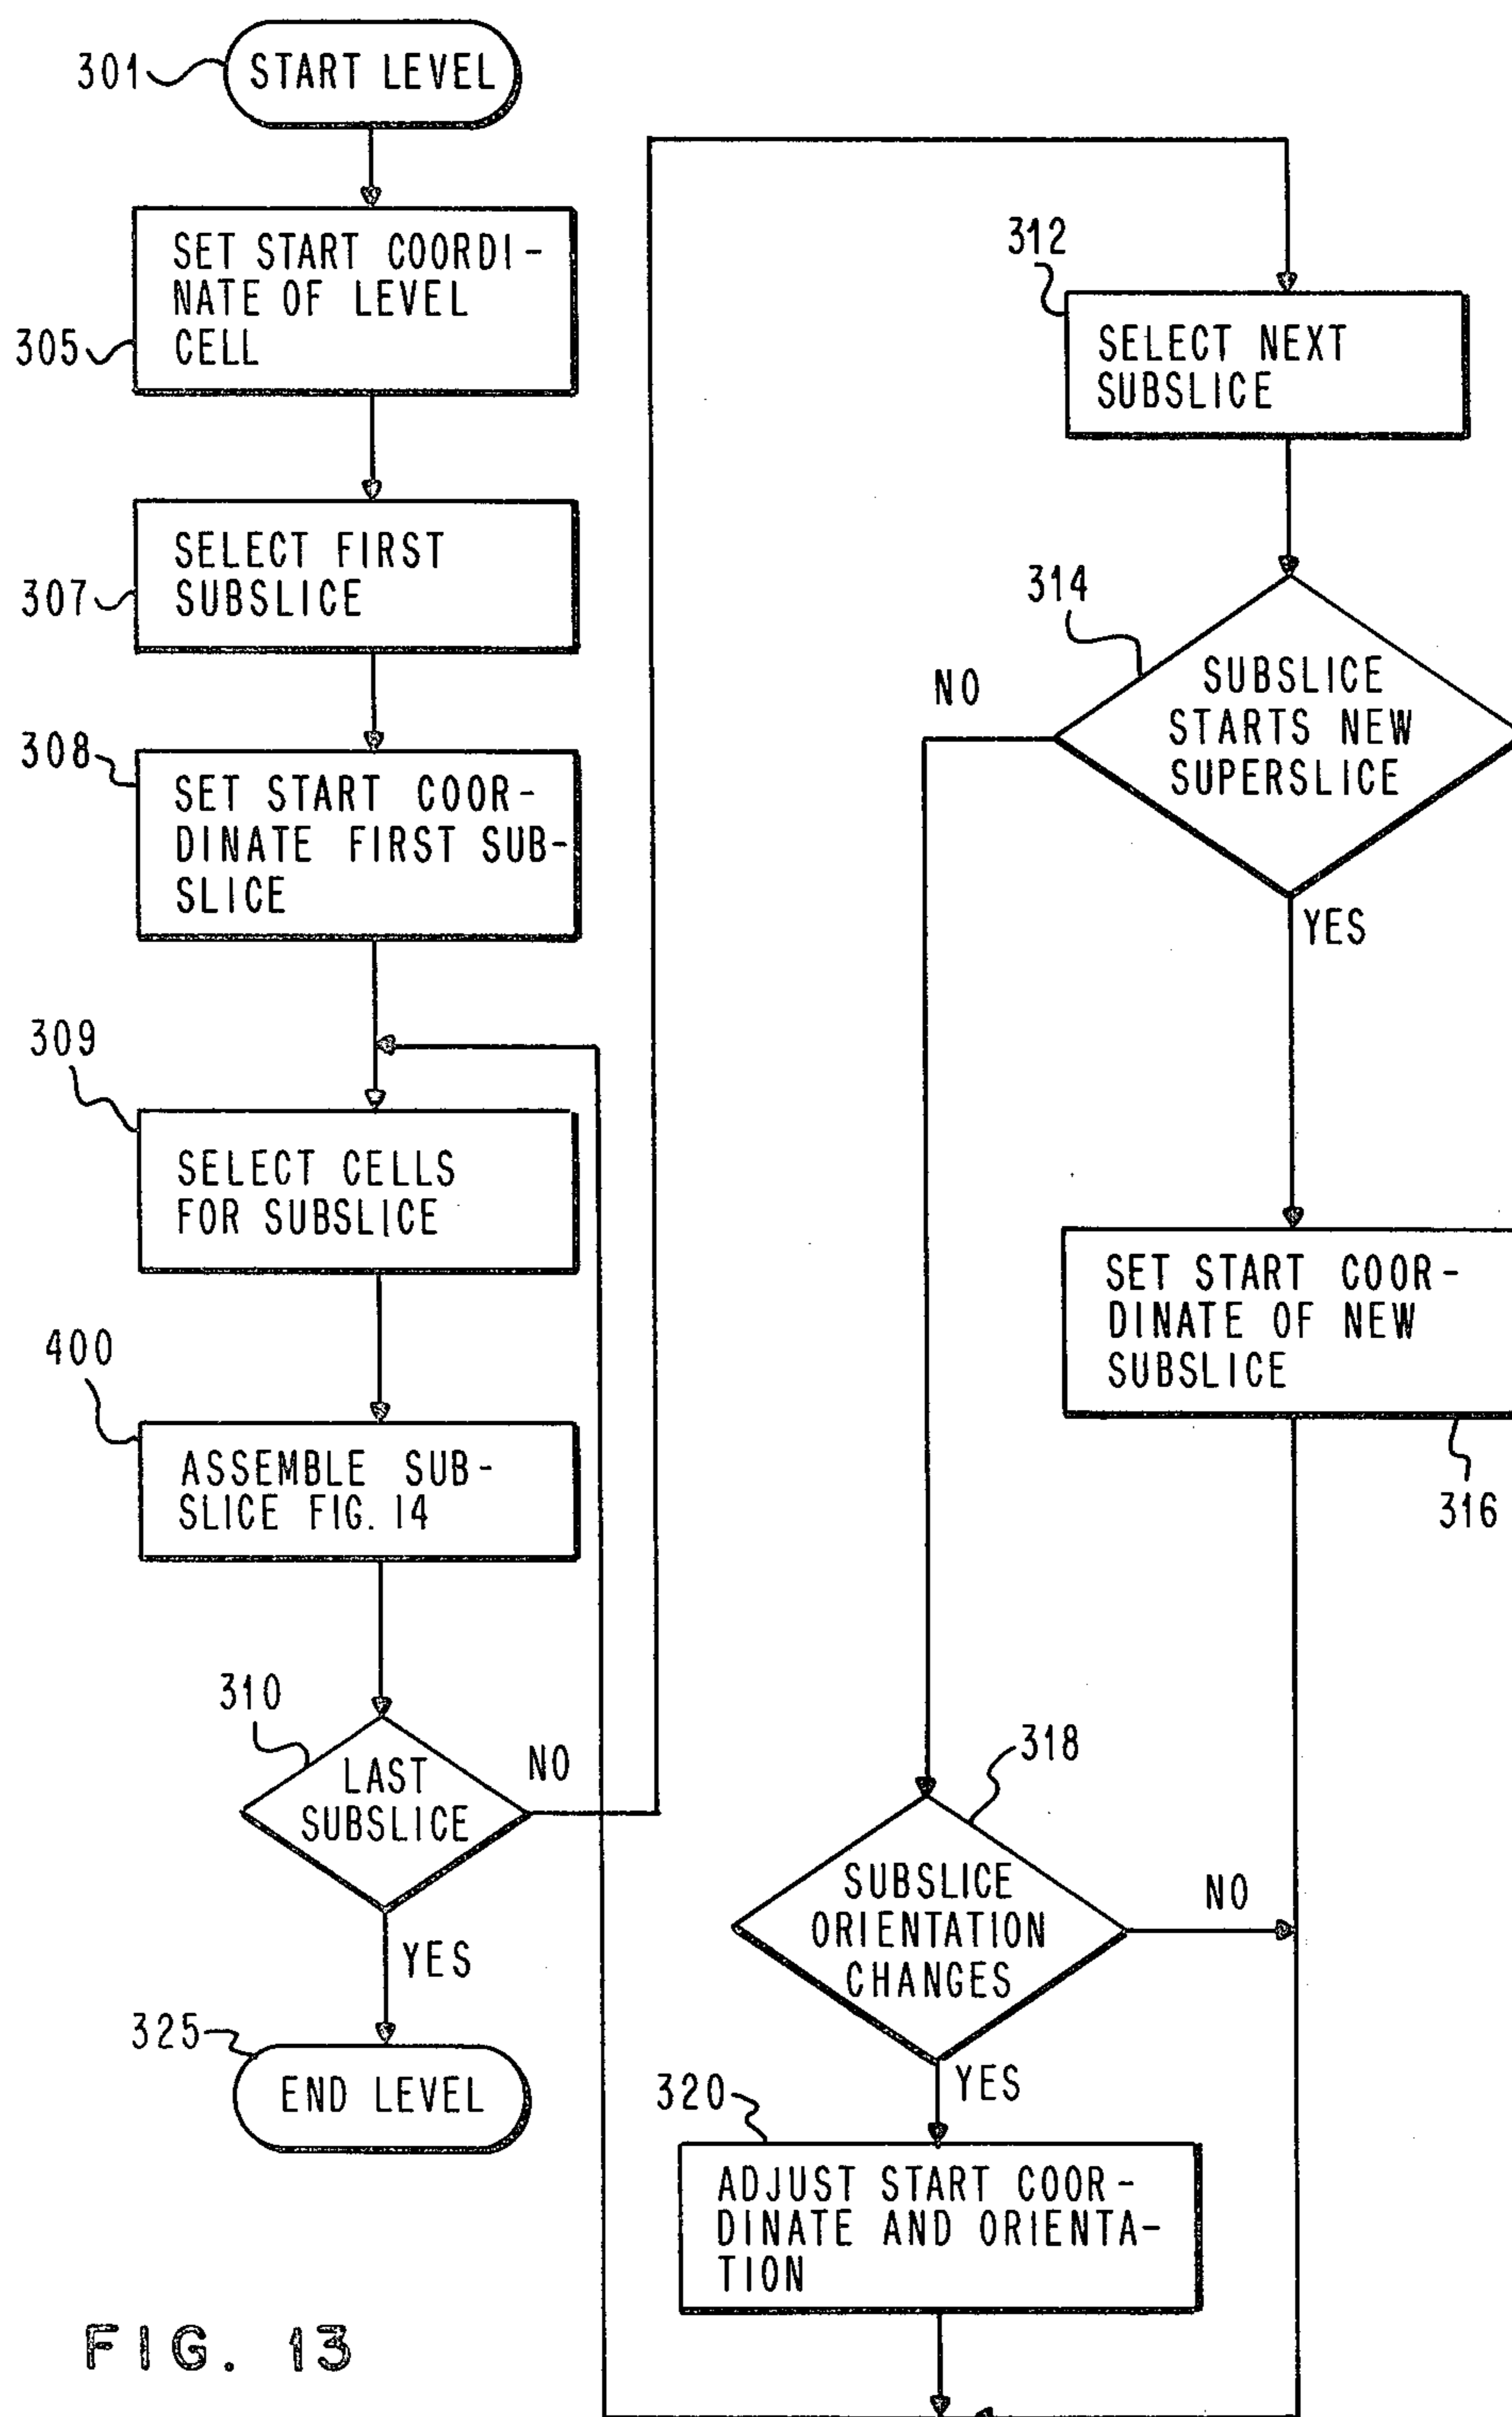 301
START LEVEL
SET START COORDI-
NATE OF LEVEL
CELL
305
SELECT FIRST
SUBSLICE
307
308
SET START COOR-
DINATE FIRST SUB-
SLICE
309
SELECT CELLS
FOR SUBSLICE
400
ASSEMBLE SUB-
SLICE FIG. 14
310
LAST
SUBSLICE
NO
YES
325
END LEVEL
312
SELECT NEXT
SUBSLICE
314
SUBSLICE
STARTS NEW
SUPERSLICE
NO
YES
SET START COOR-
DINATE OF NEW
SUBSLICE
316
318
SUBSLICE
ORIENTATION
CHANGES
NO
YES
320
ADJUST START COOR-
DINATE AND ORIENTA-
TION
FIG. 13